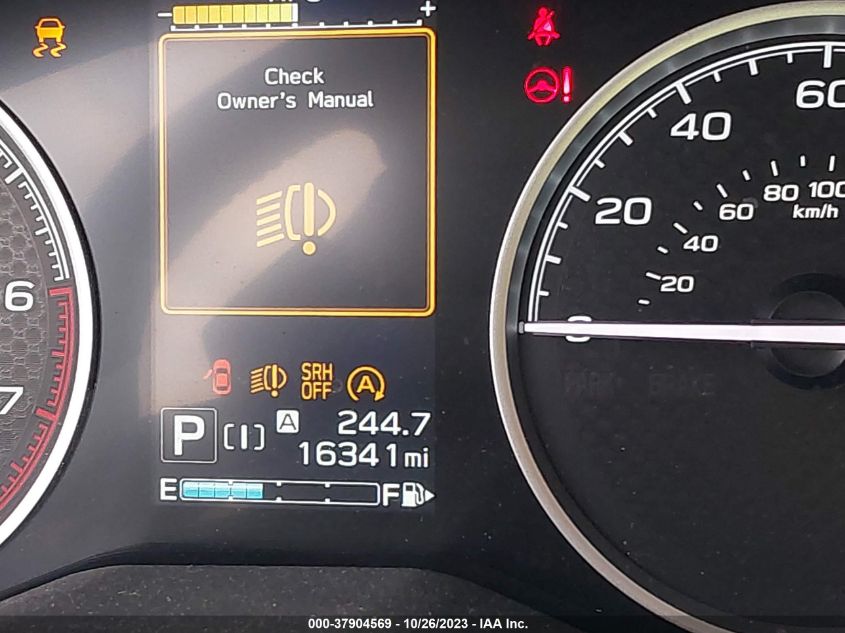 - +
Check
Owner's Manual
60
40
20
0
100
80
60
km/h
40
20
6
7
SRH
OFF
A
P
A
244.7
16341 mi
E F
000-37904569 - 10/26/2023 - IAA Inc.